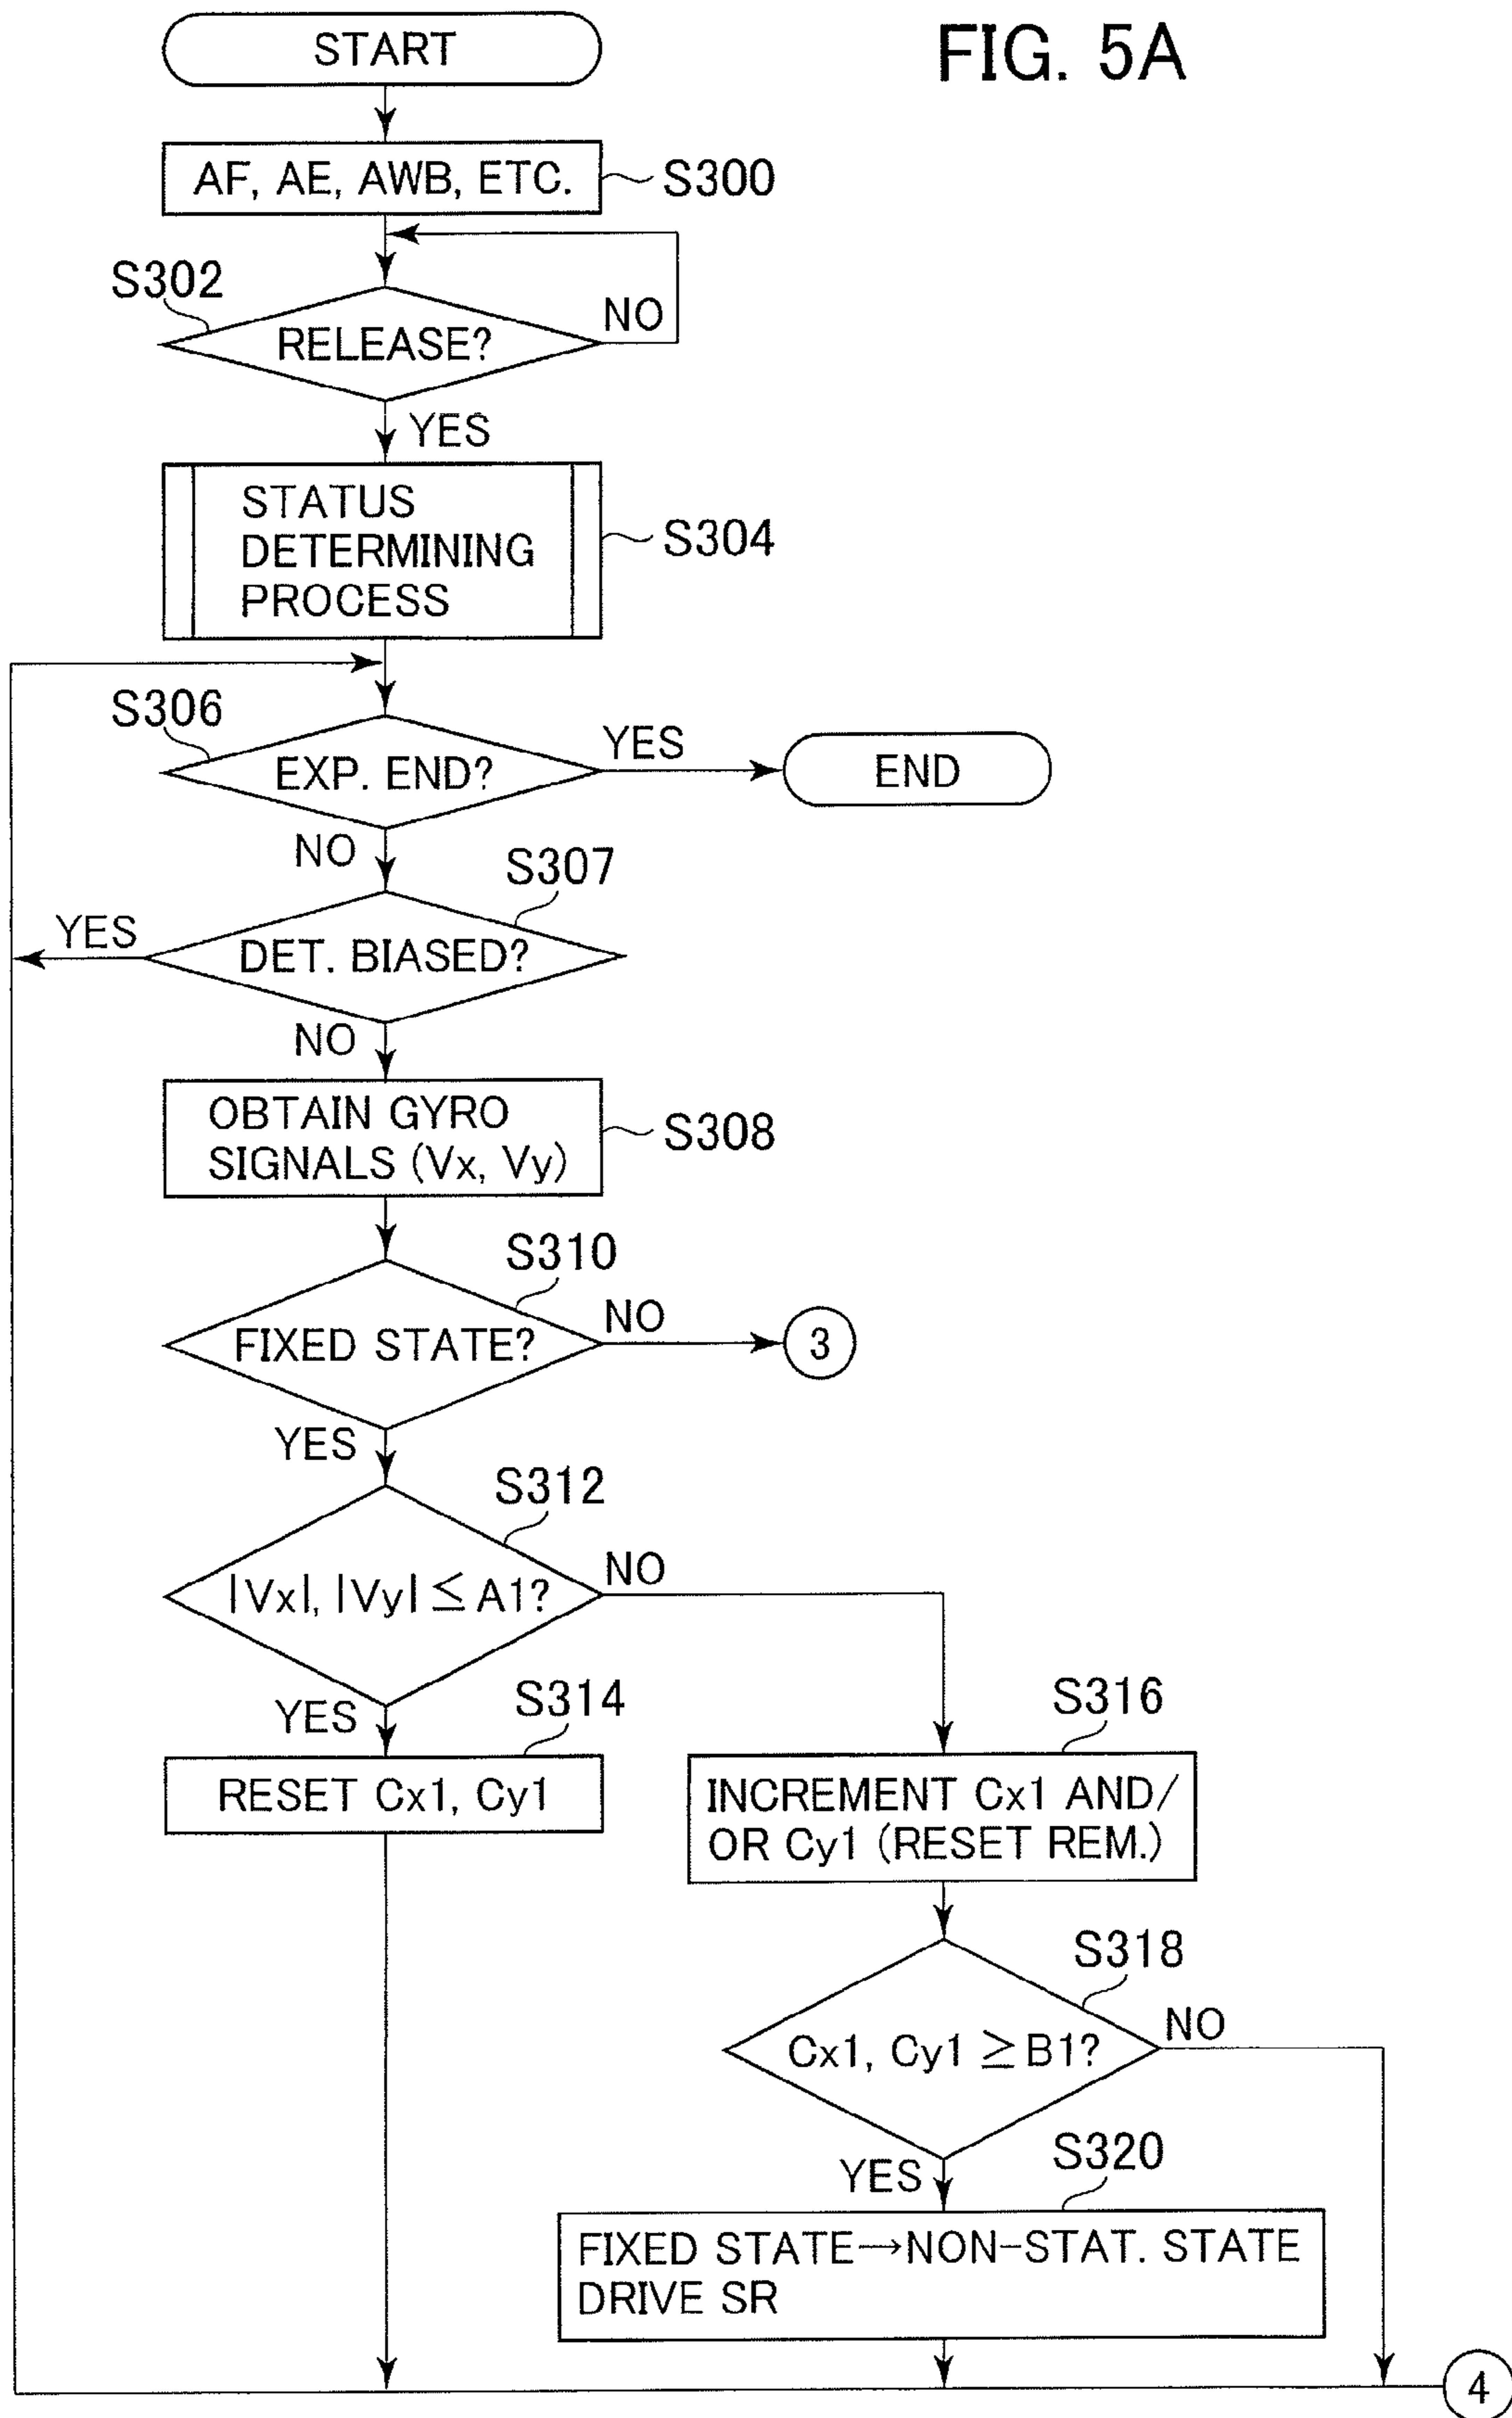 FIG. 5A
START
AF, AE, AWB, ETC.
S300
S302
RELEASE?
NO
YES
STATUS
DETERMINING
PROCESS
S304
S306
EXP. END?
YES
END
NO
S307
DET. BIASED?
YES
NO
OBTAIN GYRO
SIGNALS (Vx, Vy)
S308
S310
FIXED STATE?
NO
3
YES
S312
|Vx|, |Vy| ≦ A1?
NO
YES
S314
RESET Cx1, Cy1
S316
INCREMENT Cx1 AND/
OR Cy1 (RESET REM.)
S318
Cx1, Cy1 ≧ B1?
NO
YES
S320
FIXED STATE→NON-STAT. STATE
DRIVE SR
4